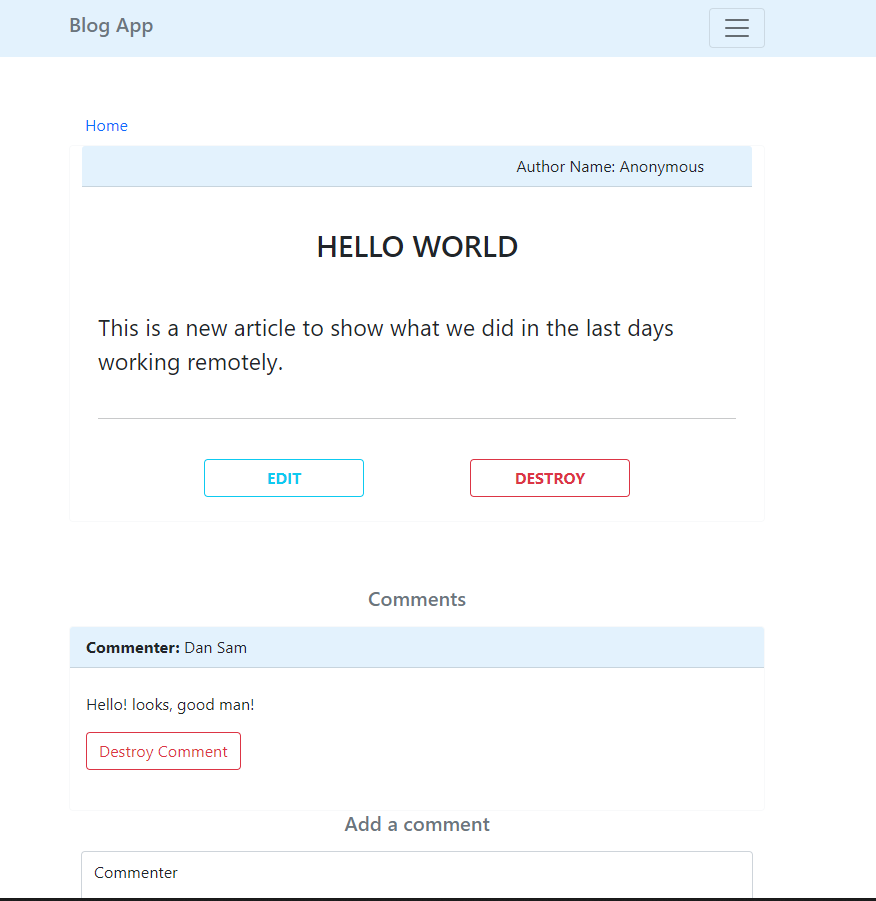 Blog App
Home
Author Name: Anonymous
HELLO WORLD
This is a new article to show what we did in the last days
working remotely.
EDIT
DESTROY
Comments
Commenter: Dan Sam
Hello! looks, good man!
Destroy Comment
Add a comment
Commenter